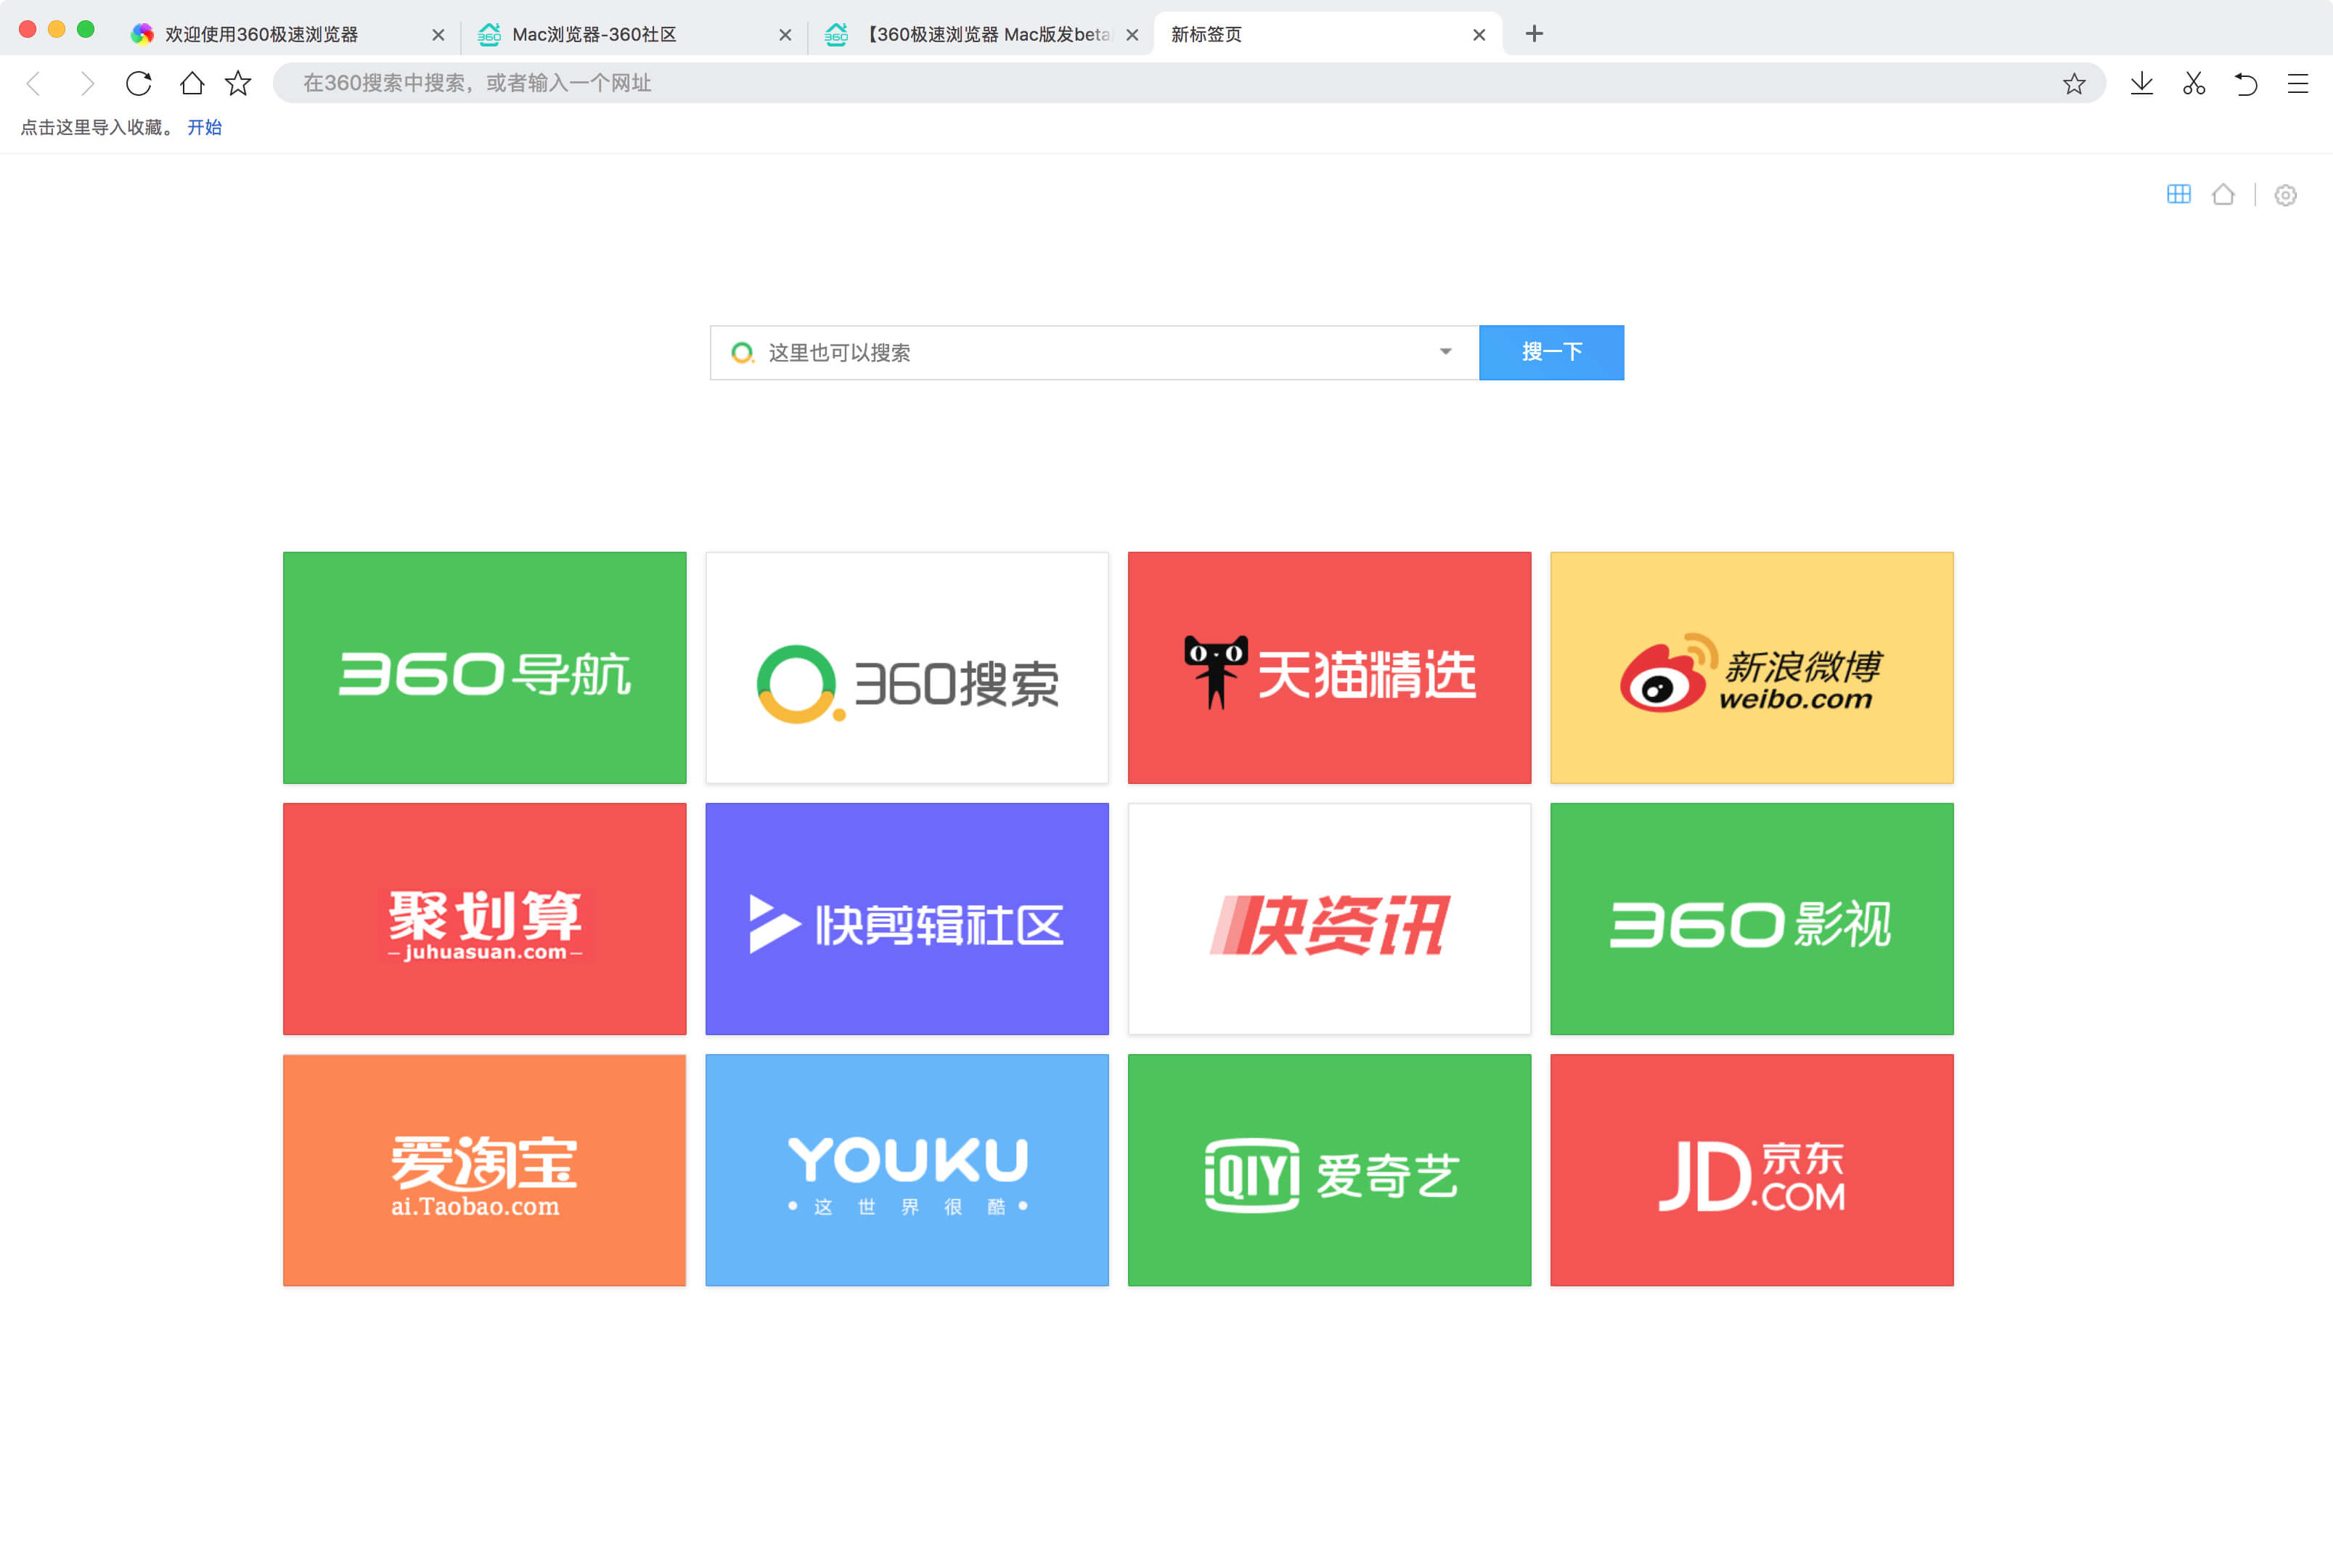 欢迎使用360极速浏览器
Mac浏览器-360社区
【360极速浏览器 Mac版发beta
新标签页
在360搜索中搜索，或者输入一个网址
点击这里导入收藏。 开始
这里也可以搜索
搜一下
360导航
360搜索
天猫精选
新浪微博
weibo.com
聚划算
juhuasuan.com
快剪辑社区
快资讯
360影视
爱淘宝
ai.Taobao.com
YOUKU
这世界很酷
iQIYI 爱奇艺
JD.COM 京东